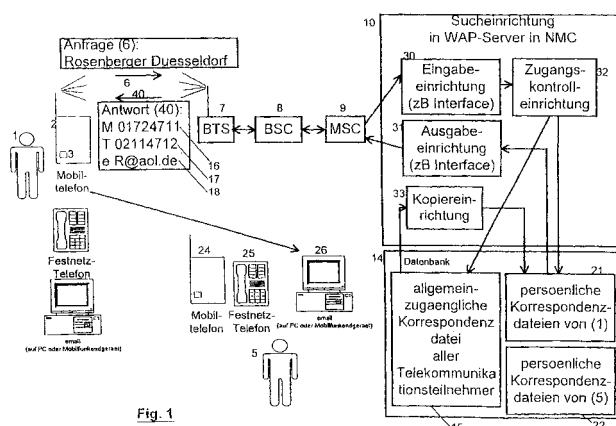 10
Sucheinrichtung
in WAP-Server in NMC
Anfrage (6):
Rosenberger Duesseldorf
6
40
Antwort (40):
M 01724711
T 02114712
e R@aol.de
16
17
18
1
2
3
Mobil-
telefon
7
BTS
8
BSC
9
MSC
30
Eingabe-
einrichtung
(zB Interface)
Zugangs-
kontroll-
einrichtung
32
31
Ausgabe-
einrichtung
(zB Interface)
33
Kopierein-
richtung
Festnetz-
Telefon
email
(auf PC oder Mobilfunkendgeraet)
24
Mobil-
telefon
25
Festnetz-
Telefon
26
email
(auf PC oder Mobilfunkendgeraet)
5
14
Datenbank
allgemein-
zugaengliche
Korrespondenz
datei
aller
Telekommunika
tionsteilnehmer
15
21
persoenliche
Korrespondenz-
dateien von (1)
persoenliche
Korrespondenz-
dateien von (5)
22
Fig. 1